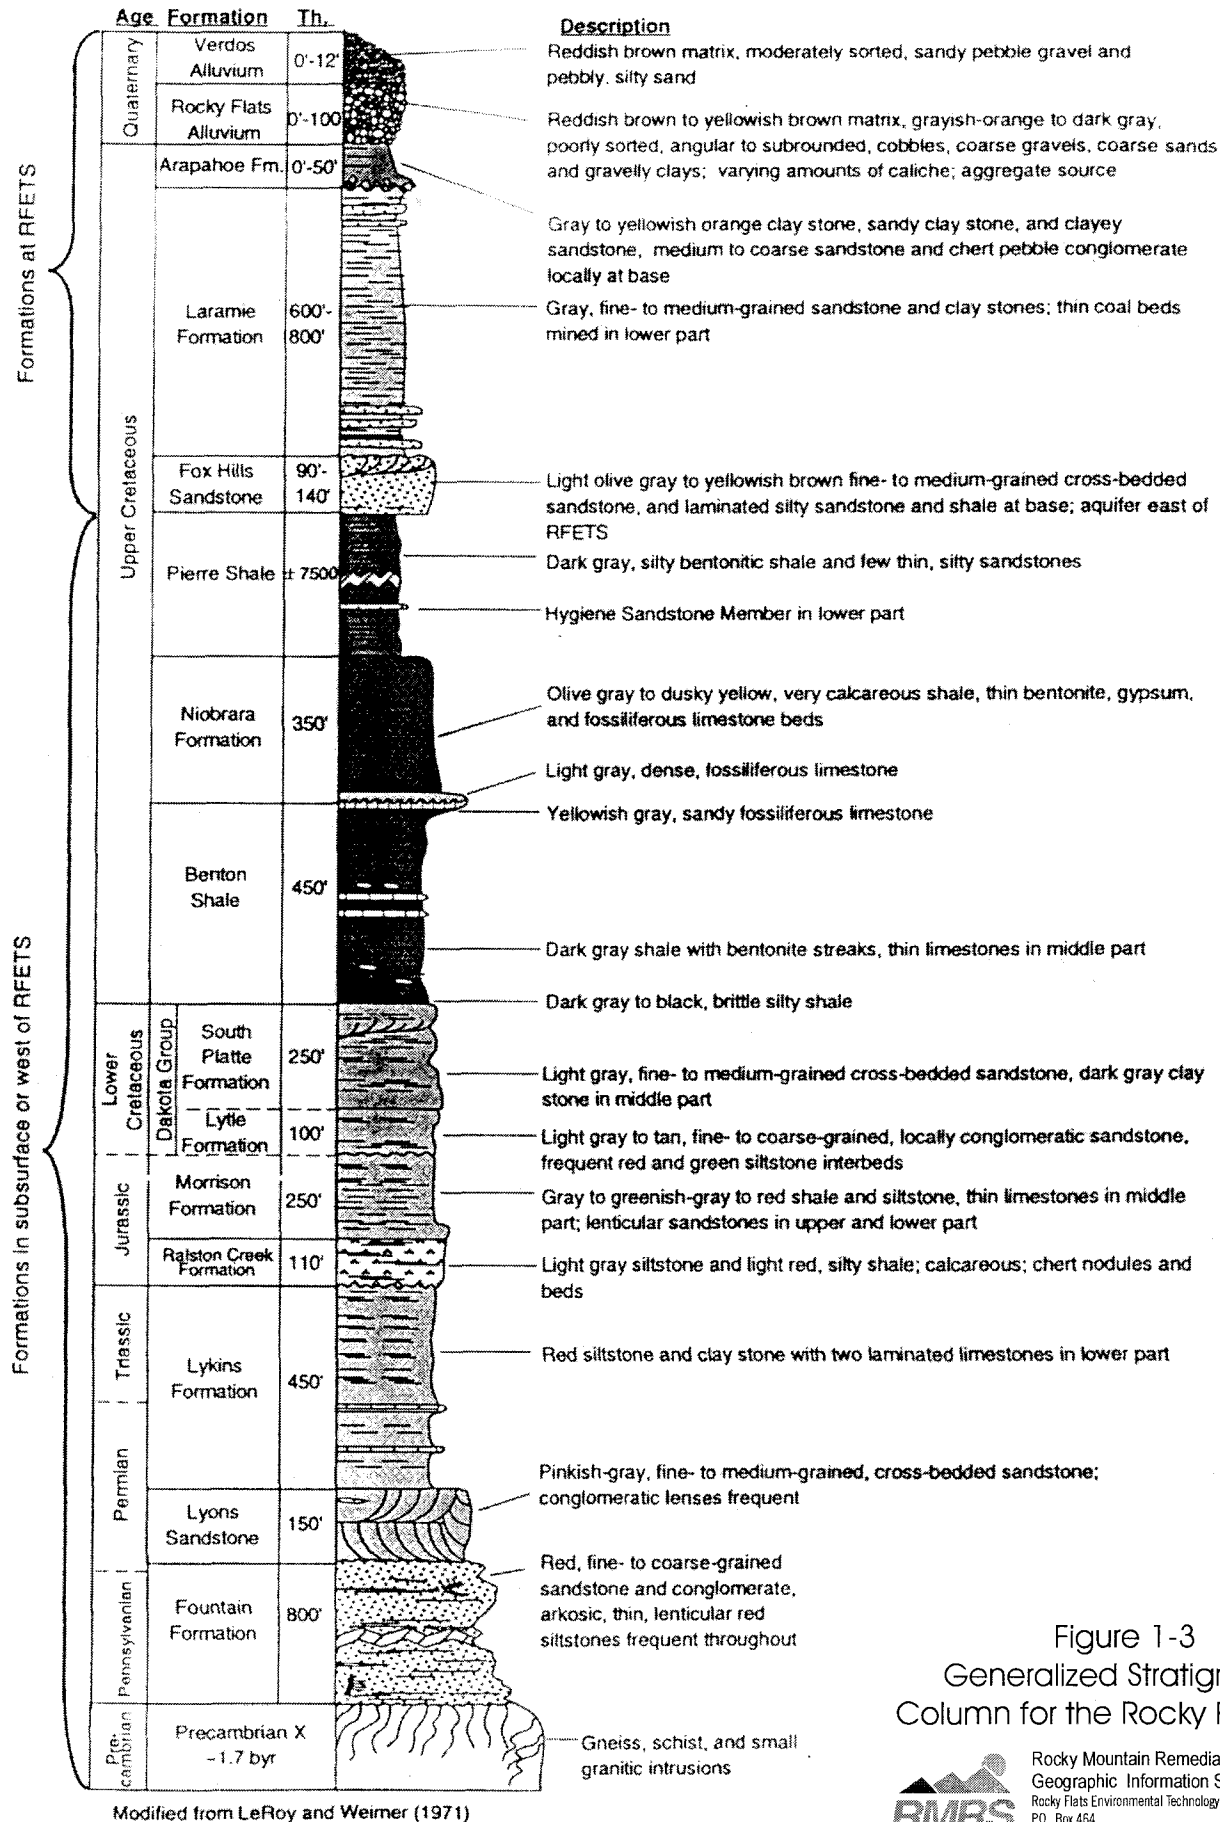 Age Formation Th.
Description
Formations at RFETS
Formations in subsurface or west of RFETS
Quaternary
Verdos
Alluvium
0'-12'
Reddish brown matrix, moderately sorted, sandy pebble gravel and
pebbly. silty sand
Rocky Flats
Alluvium
0'-100
Reddish brown to yellowish brown matrix, grayish-orange to dark gray,
poorly sorted, angular to subrounded, cobbles, coarse gravels, coarse sands
and gravelly clays; varying amounts of caliche; aggregate source
Upper Cretaceous
Arapahoe Fm.
0'-50'
Gray to yellowish orange clay stone, sandy clay stone, and clayey
sandstone, medium to coarse sandstone and chert pebble conglomerate
locally at base
Laramie
Formation
600'-
800'
Gray, fine- to medium-grained sandstone and clay stones; thin coal beds
mined in lower part
Fox Hills
Sandstone
90'-
140'
Light olive gray to yellowish brown fine- to medium-grained cross-bedded
sandstone, and laminated silty sandstone and shale at base; aquifer east of
RFETS
Pierre Shale
± 7500
Dark gray, silty bentonitic shale and few thin, silty sandstones
Hygiene Sandstone Member in lower part
Niobrara
Formation
350'
Olive gray to dusky yellow, very calcareous shale, thin bentonite, gypsum,
and fossiliferous limestone beds
Light gray, dense, fossiliferous limestone
Yellowish gray, sandy fossiliferous limestone
Benton
Shale
450'
Dark gray shale with bentonite streaks, thin limestones in middle part
Dark gray to black, brittle silty shale
Lower
Cretaceous
Dakota Group
South
Platte
Formation
250'
Light gray, fine- to medium-grained cross-bedded sandstone, dark gray clay
stone in middle part
Lytle
Formation
100'
Light gray to tan, fine- to coarse-grained, locally conglomeratic sandstone,
frequent red and green siltstone interbeds
Jurassic
Morrison
Formation
250'
Gray to greenish-gray to red shale and siltstone, thin limestones in middle
part; lenticular sandstones in upper and lower part
Ralston Creek
Formation
110'
Light gray siltstone and light red, silty shale; calcareous; chert nodules and
beds
Triassic
Lykins
Formation
450'
Red siltstone and clay stone with two laminated limestones in lower part
Permian
Lyons
Sandstone
150'
Pinkish-gray, fine- to medium-grained, cross-bedded sandstone;
conglomeratic lenses frequent
Pennsylvanian
Fountain
Formation
800'
Red, fine- to coarse-grained
sandstone and conglomerate,
arkosic, thin, lenticular red
siltstones frequent throughout
Pre-
cambrian
Precambrian X
~1.7 byr
Gneiss, schist, and small
granitic intrusions
Modified from LeRoy and Weimer (1971)
Figure 1-3
Generalized Stratigr
Column for the Rocky
Rocky Mountain Remedia
Geographic Information S
Rocky Flats Environmental Technology
P.O. Box 464
RMRS